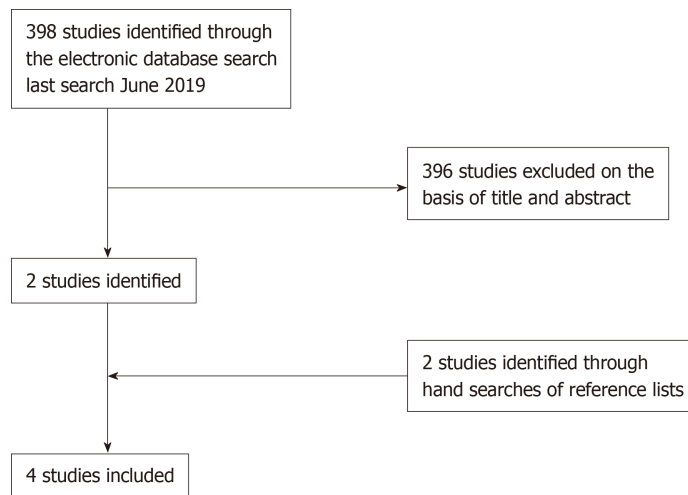 398 studies identified through
the electronic database search
last search June 2019
396 studies excluded on the
basis of title and abstract
2 studies identified
2 studies identified through
hand searches of reference lists
4 studies included